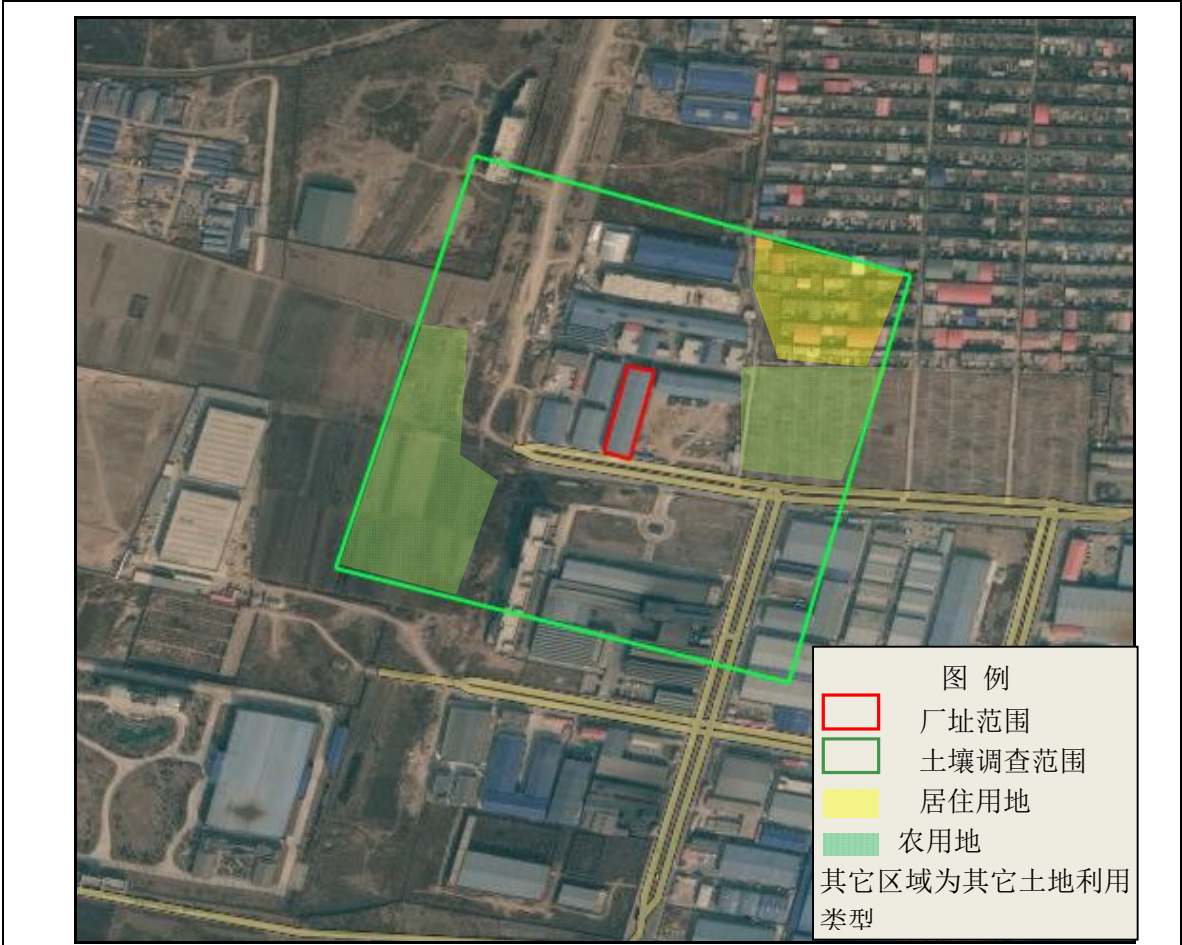 图 例
厂址范围
土壤调查范围
居住用地
农用地
其它区域为其它土地利用
类型